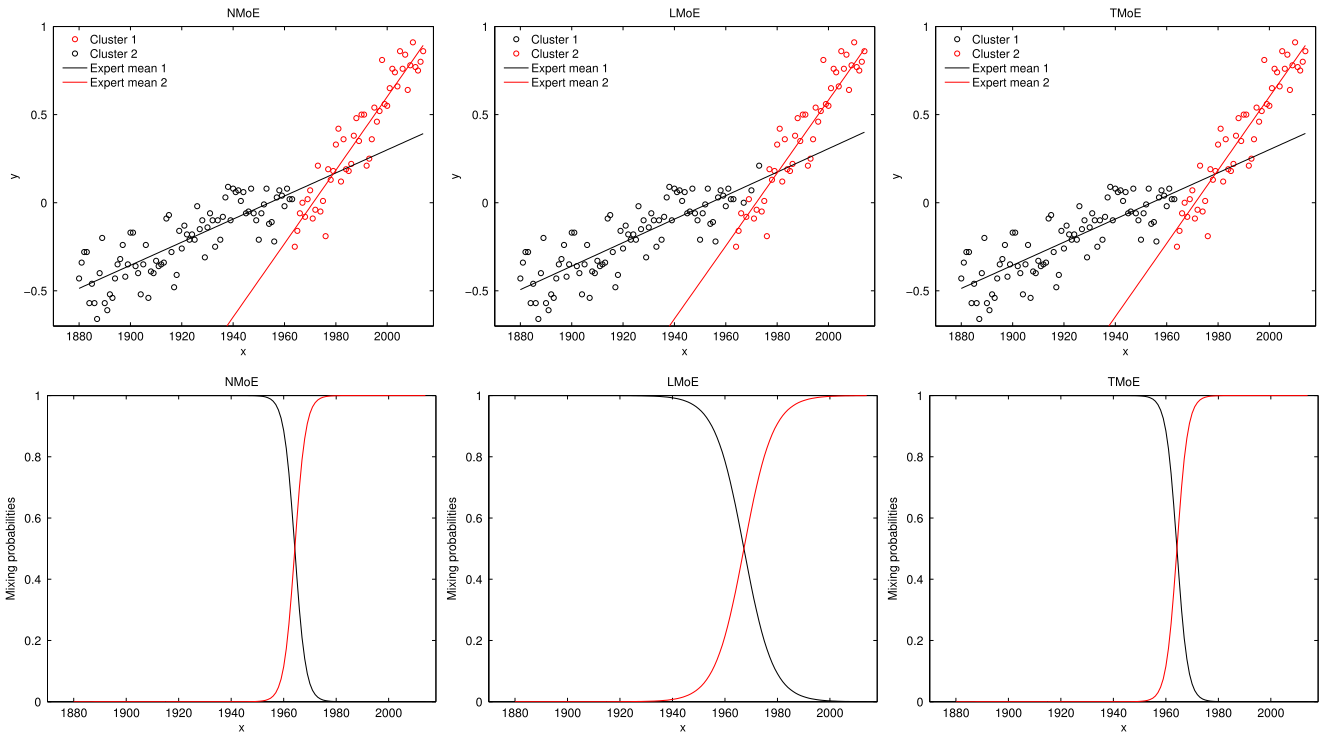 NMoE
1
0.5
0
−0.5
y
Cluster 1
Cluster 2
Expert mean 1
Expert mean 2
1880 1900 1920 1940 1960 1980 2000
x
LMoE
1
0.5
0
−0.5
y
Cluster 1
Cluster 2
Expert mean 1
Expert mean 2
1880 1900 1920 1940 1960 1980 2000
x
TMoE
1
0.5
0
−0.5
y
Cluster 1
Cluster 2
Expert mean 1
Expert mean 2
1880 1900 1920 1940 1960 1980 2000
x
NMoE
1
0.8
0.6
0.4
0.2
0
Mixing probabilities
1880 1900 1920 1940 1960 1980 2000
x
LMoE
1
0.8
0.6
0.4
0.2
0
Mixing probabilities
1880 1900 1920 1940 1960 1980 2000
x
TMoE
1
0.8
0.6
0.4
0.2
0
Mixing probabilities
1880 1900 1920 1940 1960 1980 2000
x